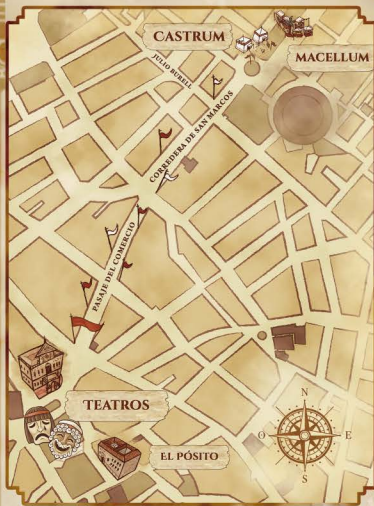 CASTRUM
MACELLUM
JULIO BURELL
CORREDERA DE SAN MARCOS
PASAJE DEL COMERCIO
TEATROS
EL PÓSITO
N
O
E
S